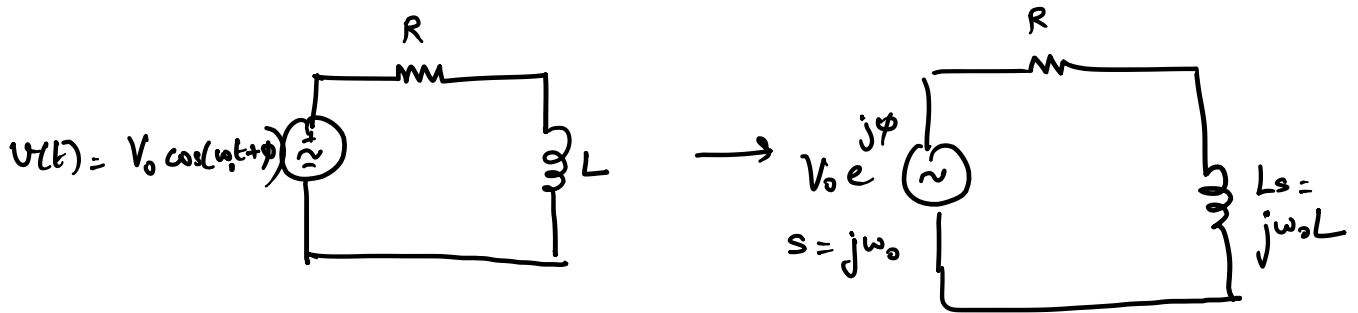 R
v(t) = V₀ cos(ω₀t+φ)
+
~
−
L
R
V₀ e^{jφ}
~
s = jω₀
Ls =
jω₀L